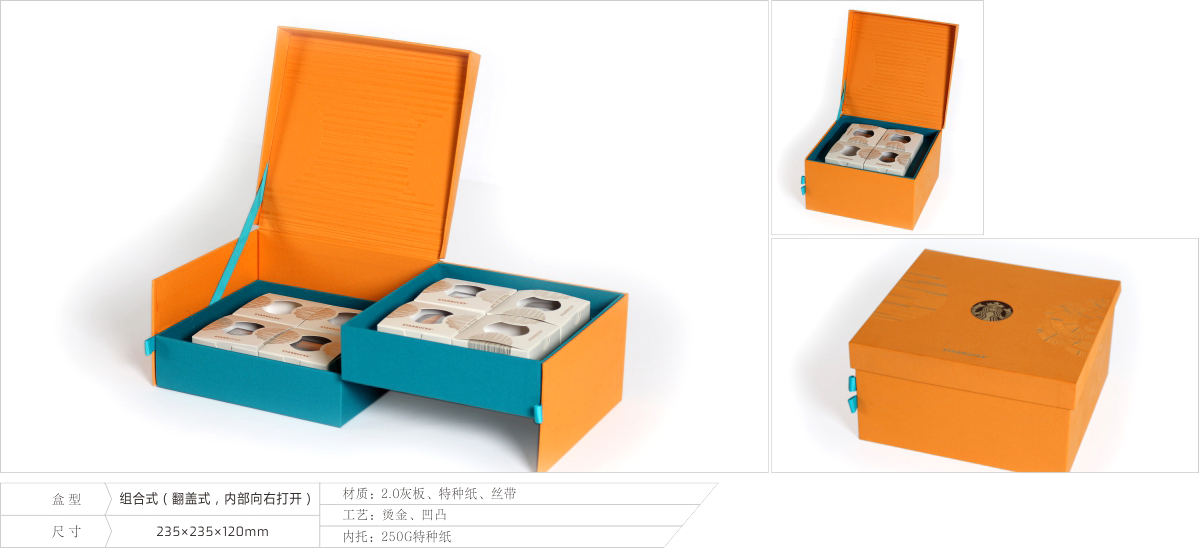 盒型
组合式（翻盖式，内部向右打开）
材质：2.0灰板、特种纸、丝带
工艺：烫金、凹凸
尺寸
235×235×120mm
内托：250G特种纸